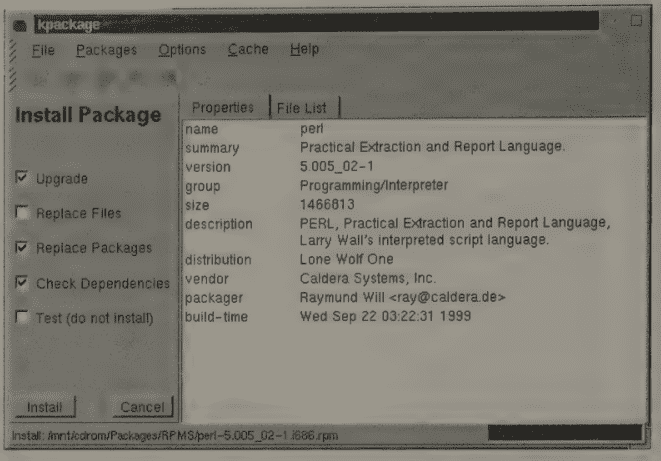 kpackage
File Packages Options Cache Help
Install Package
Upgrade
Replace Files
Replace Packages
Check Dependencies
Test (do not install)
Install Cancel
Properties File List
name perl
summary Practical Extraction and Report Language.
version 5.005_02-1
group Programming/Interpreter
size 1466813
description PERL, Practical Extraction and Report Language,
Larry Wall's interpreted script language.
distribution Lone Wolf One
vendor Caldera Systems, Inc.
packager Raymund Will <ray@caldera.de>
build-time Wed Sep 22 03:22:31 1999
Install: /mnt/cdrom/Packages/RPMS/perl-5.005_02-1.i686.rpm